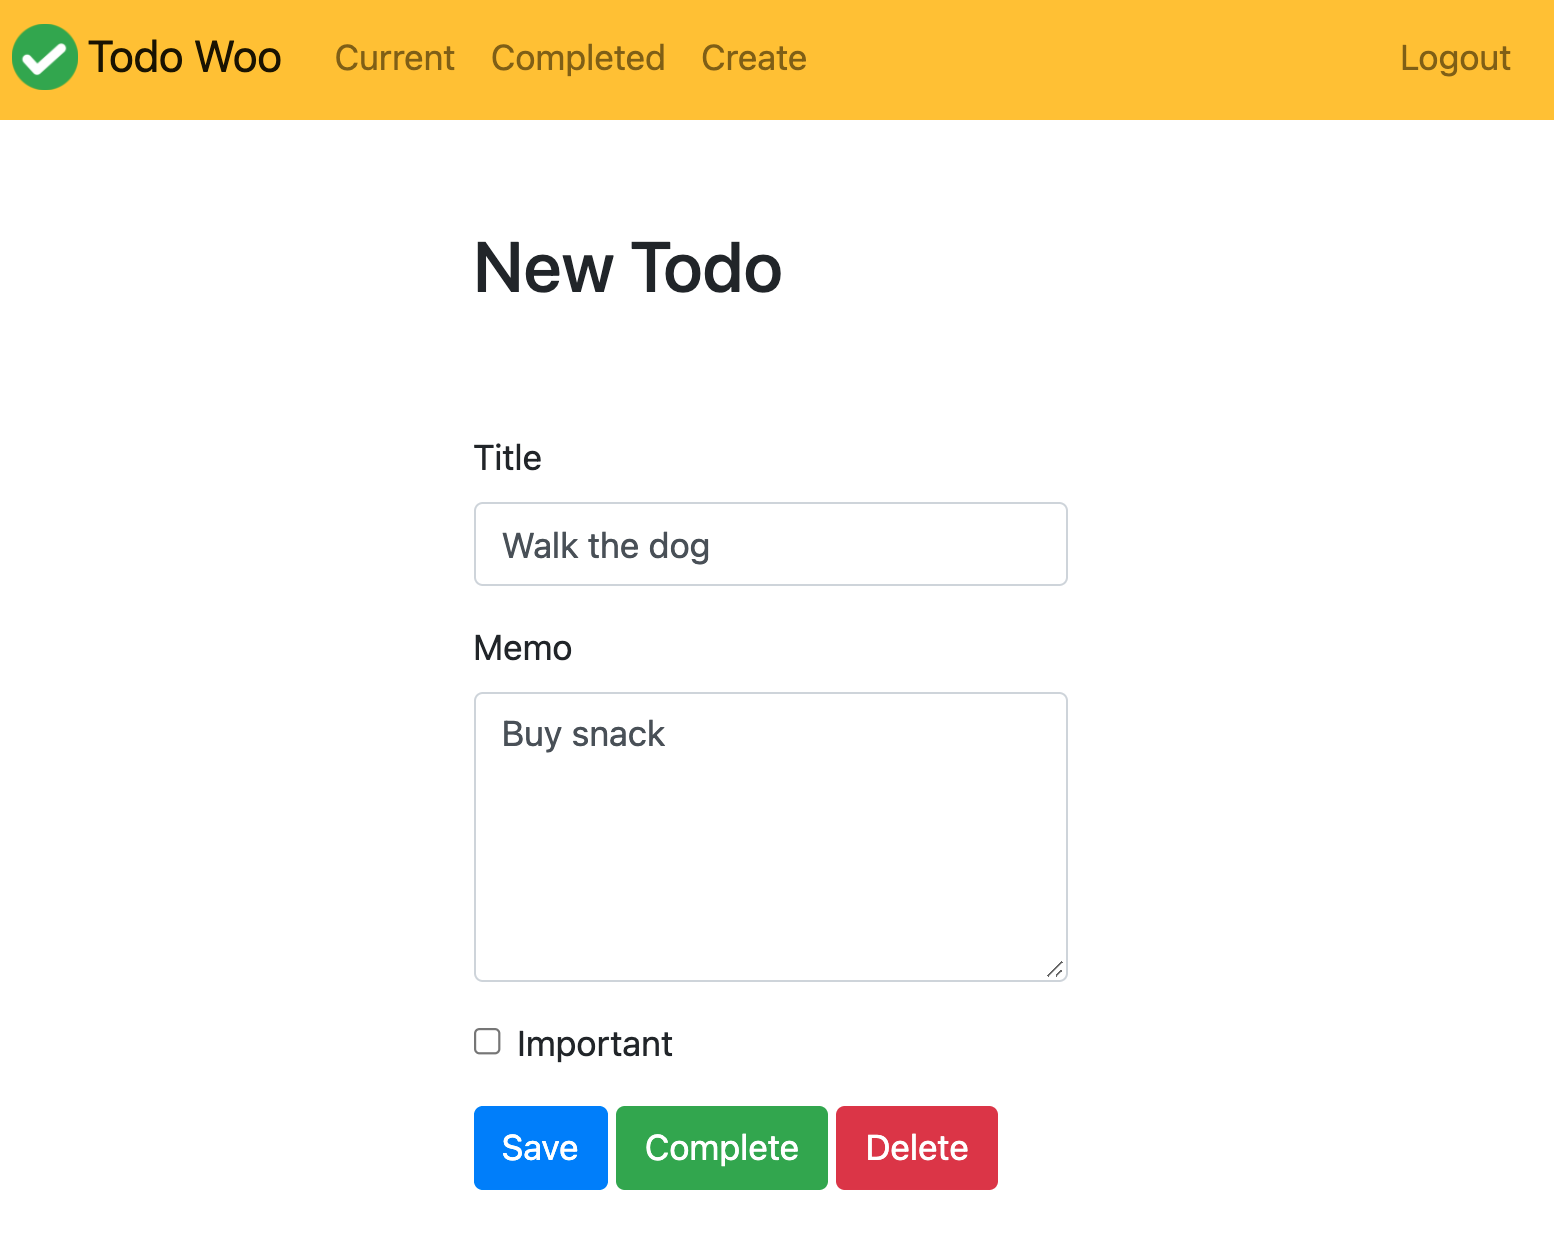 Todo Woo Current Completed Create Logout
New Todo
Title
Walk the dog
Memo
Buy snack
Important
Save Complete Delete